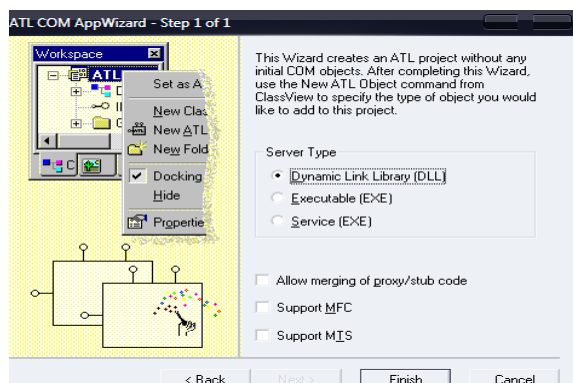 ATL COM AppWizard - Step 1 of 1
Workspace
ATL
Set as A
New Clas
New ATL
New Fold
Docking
Hide
Propertie
This Wizard creates an ATL project without any
initial COM objects. After completing this Wizard,
use the New ATL Object command from
ClassView to specify the type of object you would
like to add to this project.
Server Type
Dynamic Link Library (DLL)
Executable (EXE)
Service (EXE)
Allow merging of proxy/stub code
Support MFC
Support MTS
< Back
Next >
Finish
Cancel